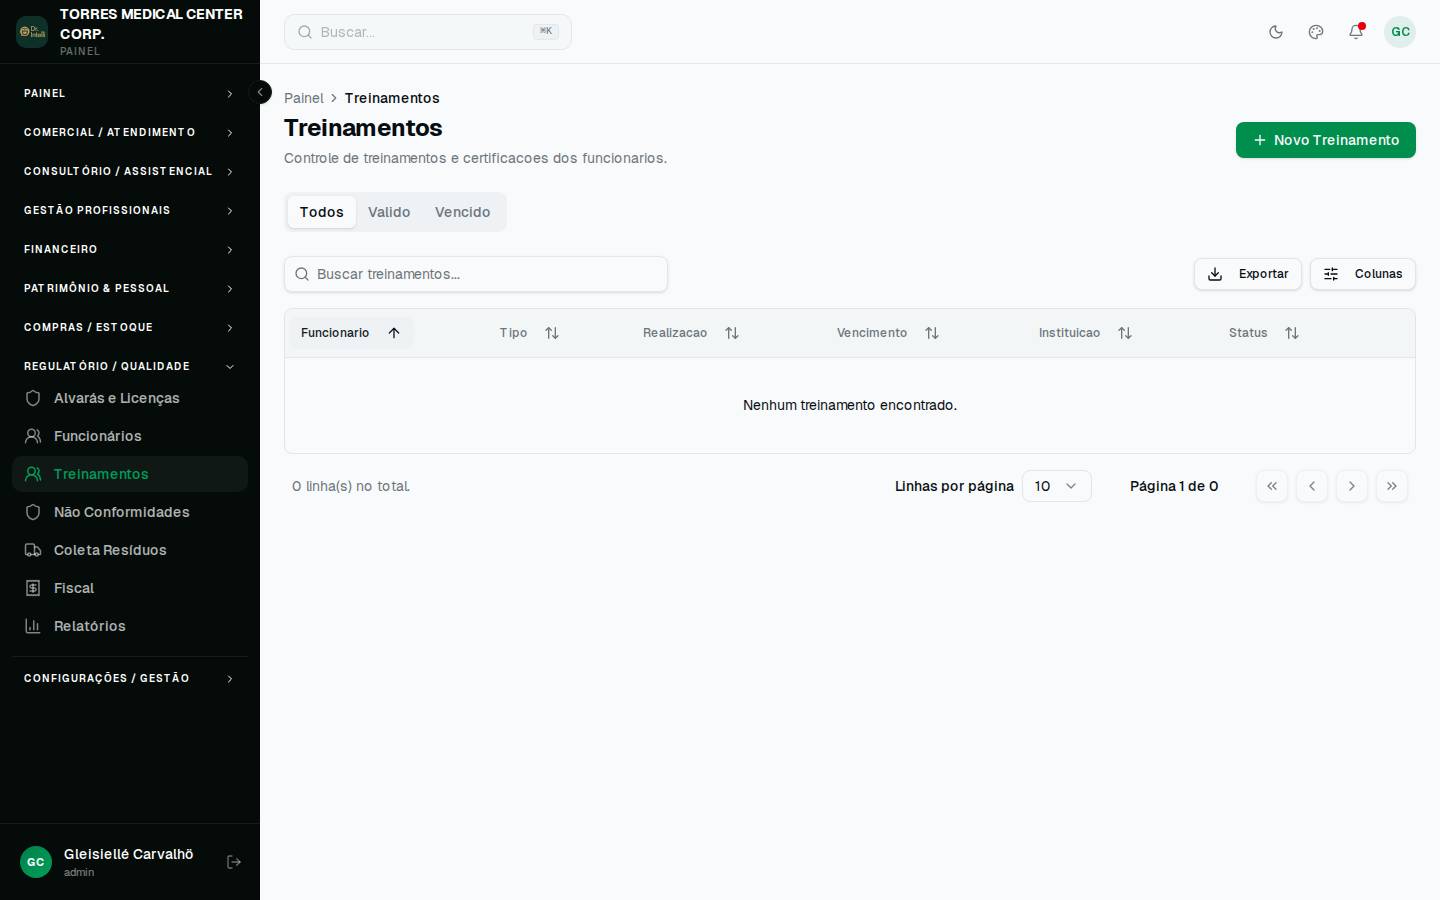 TORRES MEDICAL CENTER
CORP.
PAINEL
PAINEL
COMERCIAL / ATENDIMENTO
CONSULTÓRIO / ASSISTENCIAL
GESTÃO PROFISSIONAIS
FINANCEIRO
PATRIMÔNIO & PESSOAL
COMPRAS / ESTOQUE
REGULATÓRIO / QUALIDADE
Alvarás e Licenças
Funcionários
Treinamentos
Não Conformidades
Coleta Resíduos
Fiscal
Relatórios
CONFIGURAÇÕES / GESTÃO
GC
Gleisiellé Carvalhö
admin
Buscar...
⌘K
GC
Painel
Treinamentos
Treinamentos
Controle de treinamentos e certificacoes dos funcionarios.
Novo Treinamento
Todos Valido Vencido
Buscar treinamentos...
Exportar
Colunas
Funcionario Tipo Realizacao Vencimento Instituicao Status
Nenhum treinamento encontrado.
0 linha(s) no total.
Linhas por página 10 Página 1 de 0